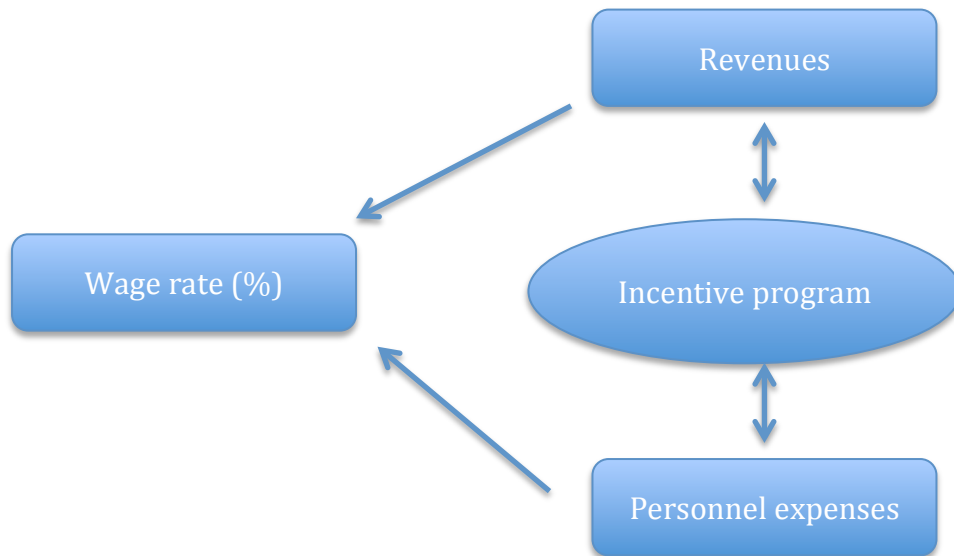 Revenues
Wage rate (%)
Incentive program
Personnel expenses